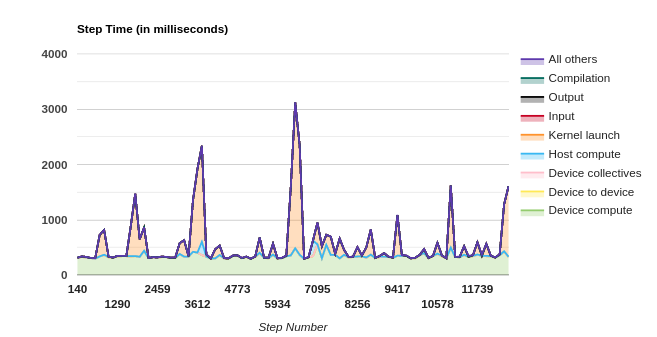 Step Time (in milliseconds)
4000
3000
2000
1000
0
140
1290
2459
3612
4773
5934
7095
8256
9417
10578
11739
Step Number
All others
Compilation
Output
Input
Kernel launch
Host compute
Device collectives
Device to device
Device compute